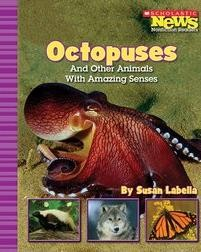 SCHOLASTIC
News
Nonfiction Readers
Octopuses
And Other Animals
With Amazing Senses
By Susan Labella